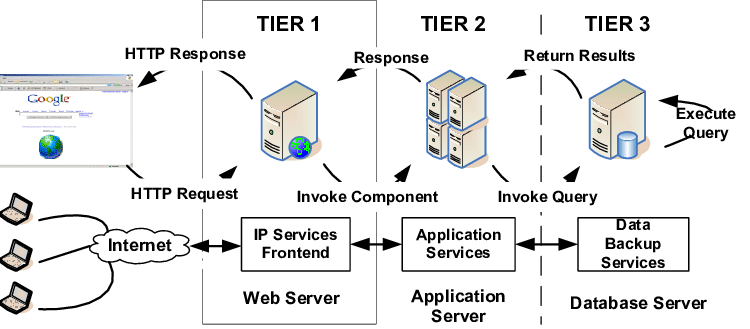 TIER 1
TIER 2
TIER 3
HTTP Response
Response
Return Results
Google
Execute
Query
HTTP Request
Invoke Component
Invoke Query
Internet
IP Services
Frontend
Application
Services
Data
Backup
Services
Web Server
Application
Server
Database Server